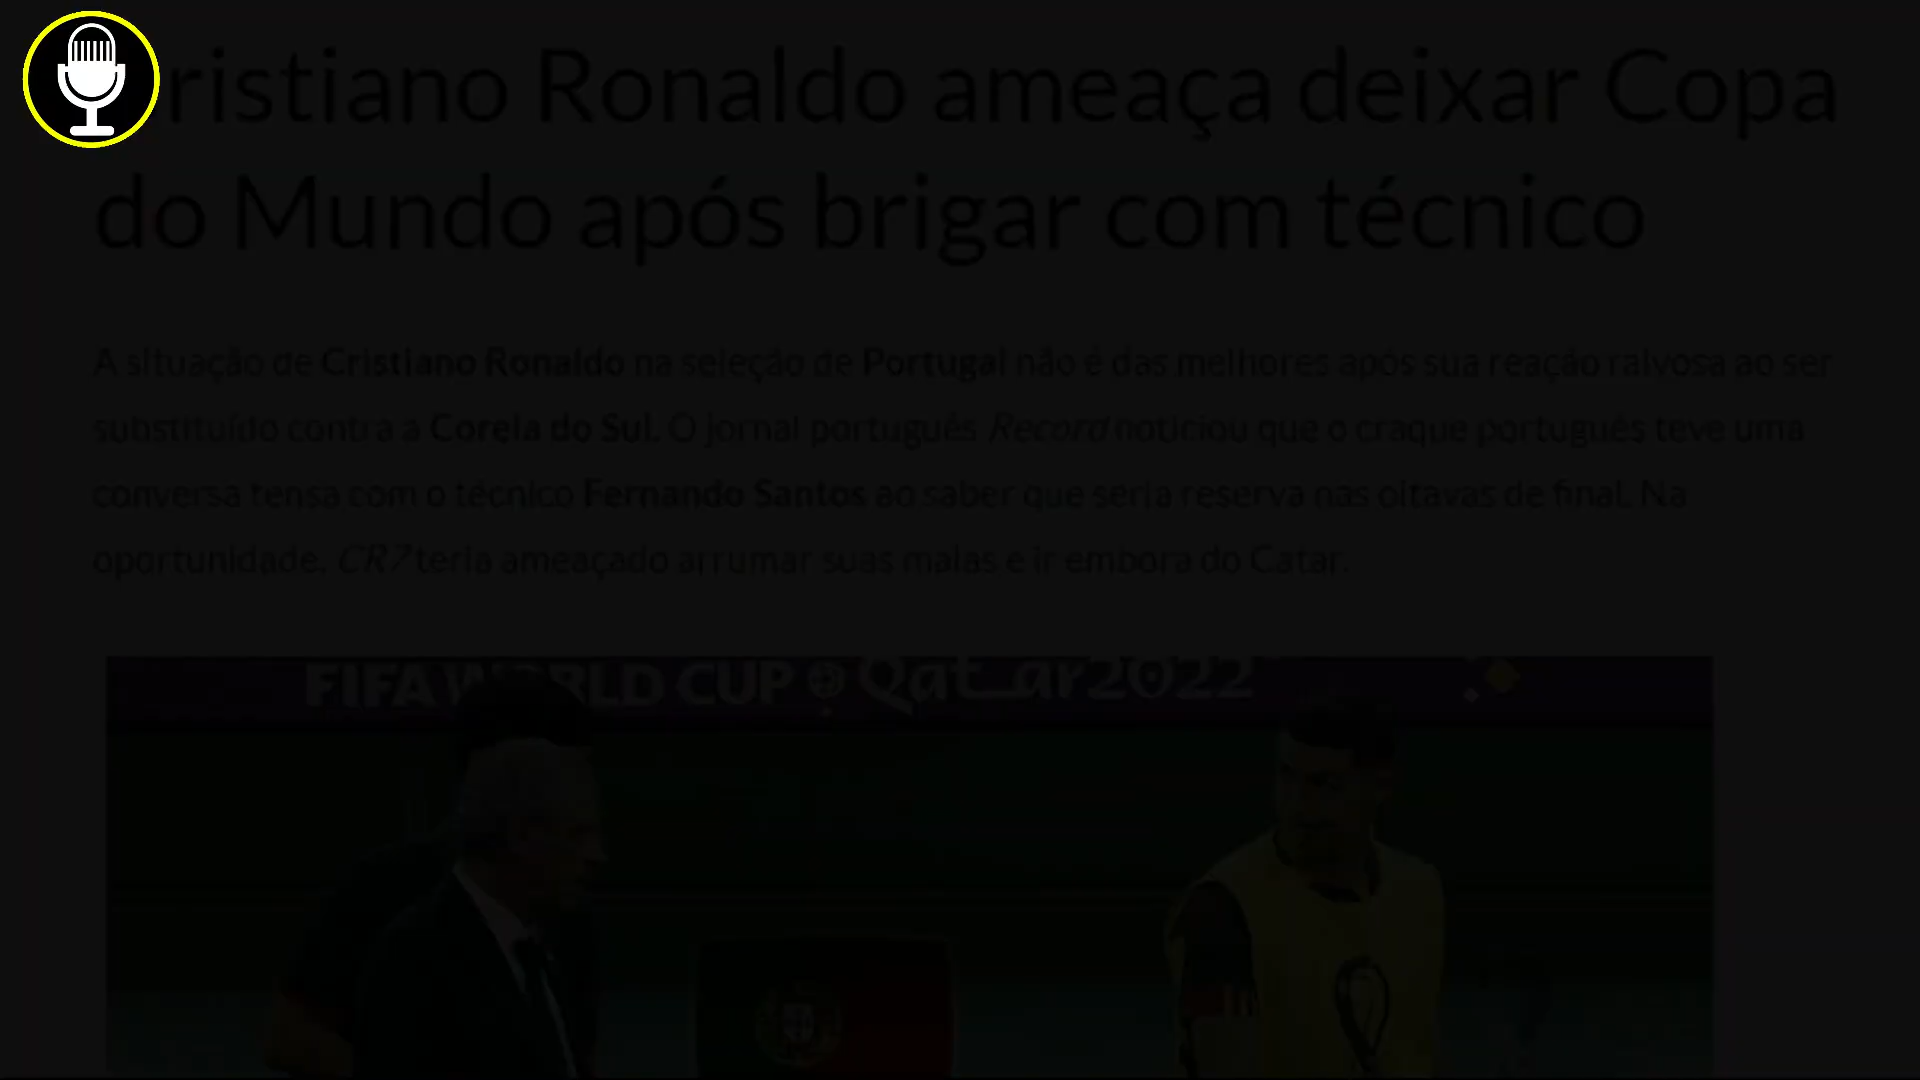 ristiano Ronaldo ameaça deixar Copa
do Mundo após brigar com técnico
A situação de Cristiano Ronaldo na seleção de Portugal não é das melhores após sua reação raivosa ao ser
substituído contra a Coreia do Sul. O jornal português Record noticiou que o craque português teve uma
conversa tensa com o técnico Fernando Santos ao saber que seria reserva nas oitavas de final. Na
oportunidade, CR7 teria ameaçado arrumar suas malas e ir embora do Catar.
FIFA WORLD CUP Qatar2022